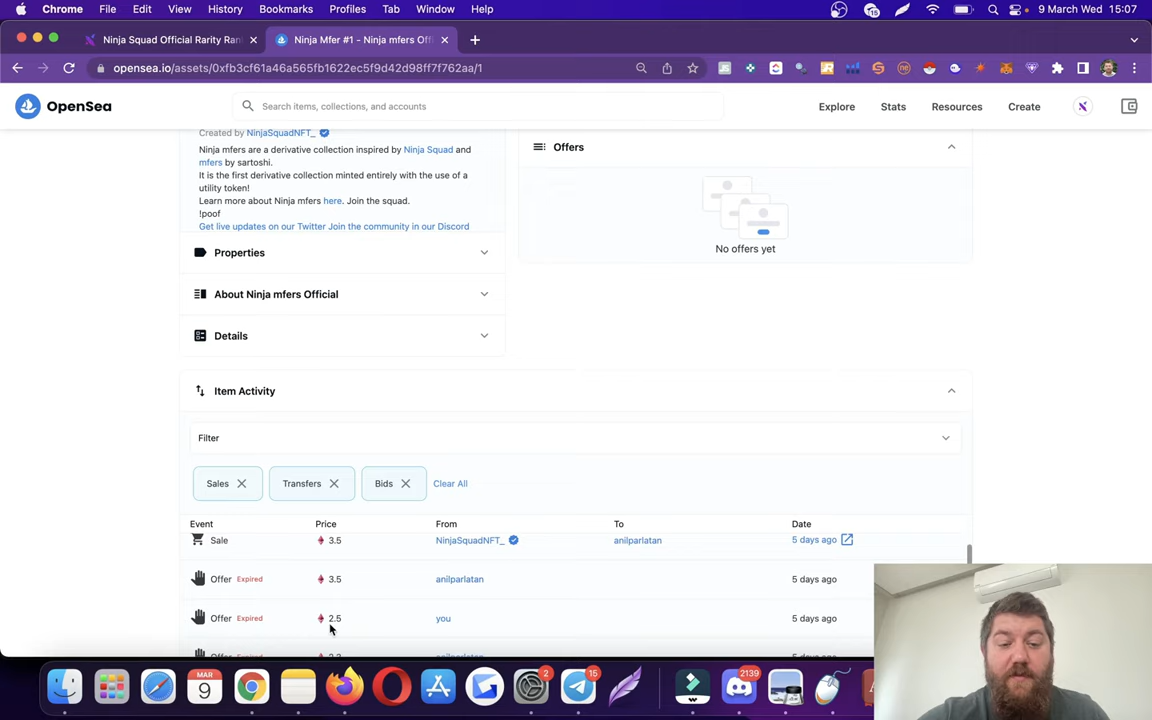 Chrome File Edit View History Bookmarks Profiles Tab Window Help
15
9 March Wed 15:07
Ninja Squad Official Rarity Ran
Ninja Mfer #1 - Ninja mfers Off
opensea.io/assets/0xfb3cf61a46a565fb1622ec5f9d42d98ff7f762aa/1
OpenSea
Search items, collections, and accounts
Explore Stats Resources Create
Created by NinjaSquadNFT_
Ninja mfers are a derivative collection inspired by Ninja Squad and
mfers by sartoshi.
It is the first derivative collection minted entirely with the use of a
utility token!
Learn more about Ninja mfers here. Join the squad.
!poof
Get live updates on our Twitter Join the community in our Discord
Offers
No offers yet
Properties
About Ninja mfers Official
Details
Item Activity
Filter
Sales
Transfers
Bids
Clear All
Event Price From To Date
Sale 3.5 NinjaSquadNFT_ anilparlatan 5 days ago
Offer Expired 3.5 anilparlatan 5 days ago
Offer Expired 2.5 you 5 days ago
MAR
9
2
15
2139